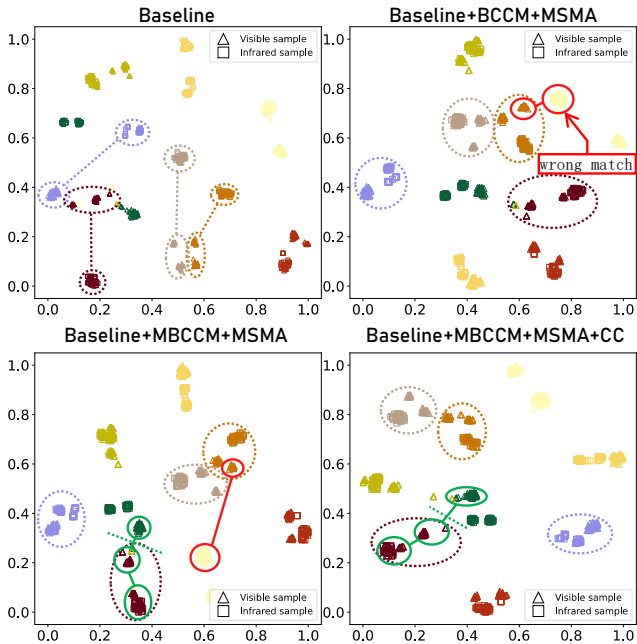 Baseline
Baseline+BCCM+MSMA
1.0
0.8
0.6
0.4
0.2
0.0
0.0 0.2 0.4 0.6 0.8 1.0
Visible sample
Infrared sample
1.0
0.8
0.6
0.4
0.2
0.0
0.0 0.2 0.4 0.6 0.8 1.0
Visible sample
Infrared sample
wrong match
Baseline+MBCCM+MSMA
Baseline+MBCCM+MSMA+CC
1.0
0.8
0.6
0.4
0.2
0.0
0.0 0.2 0.4 0.6 0.8 1.0
Visible sample
Infrared sample
1.0
0.8
0.6
0.4
0.2
0.0
0.0 0.2 0.4 0.6 0.8 1.0
Visible sample
Infrared sample